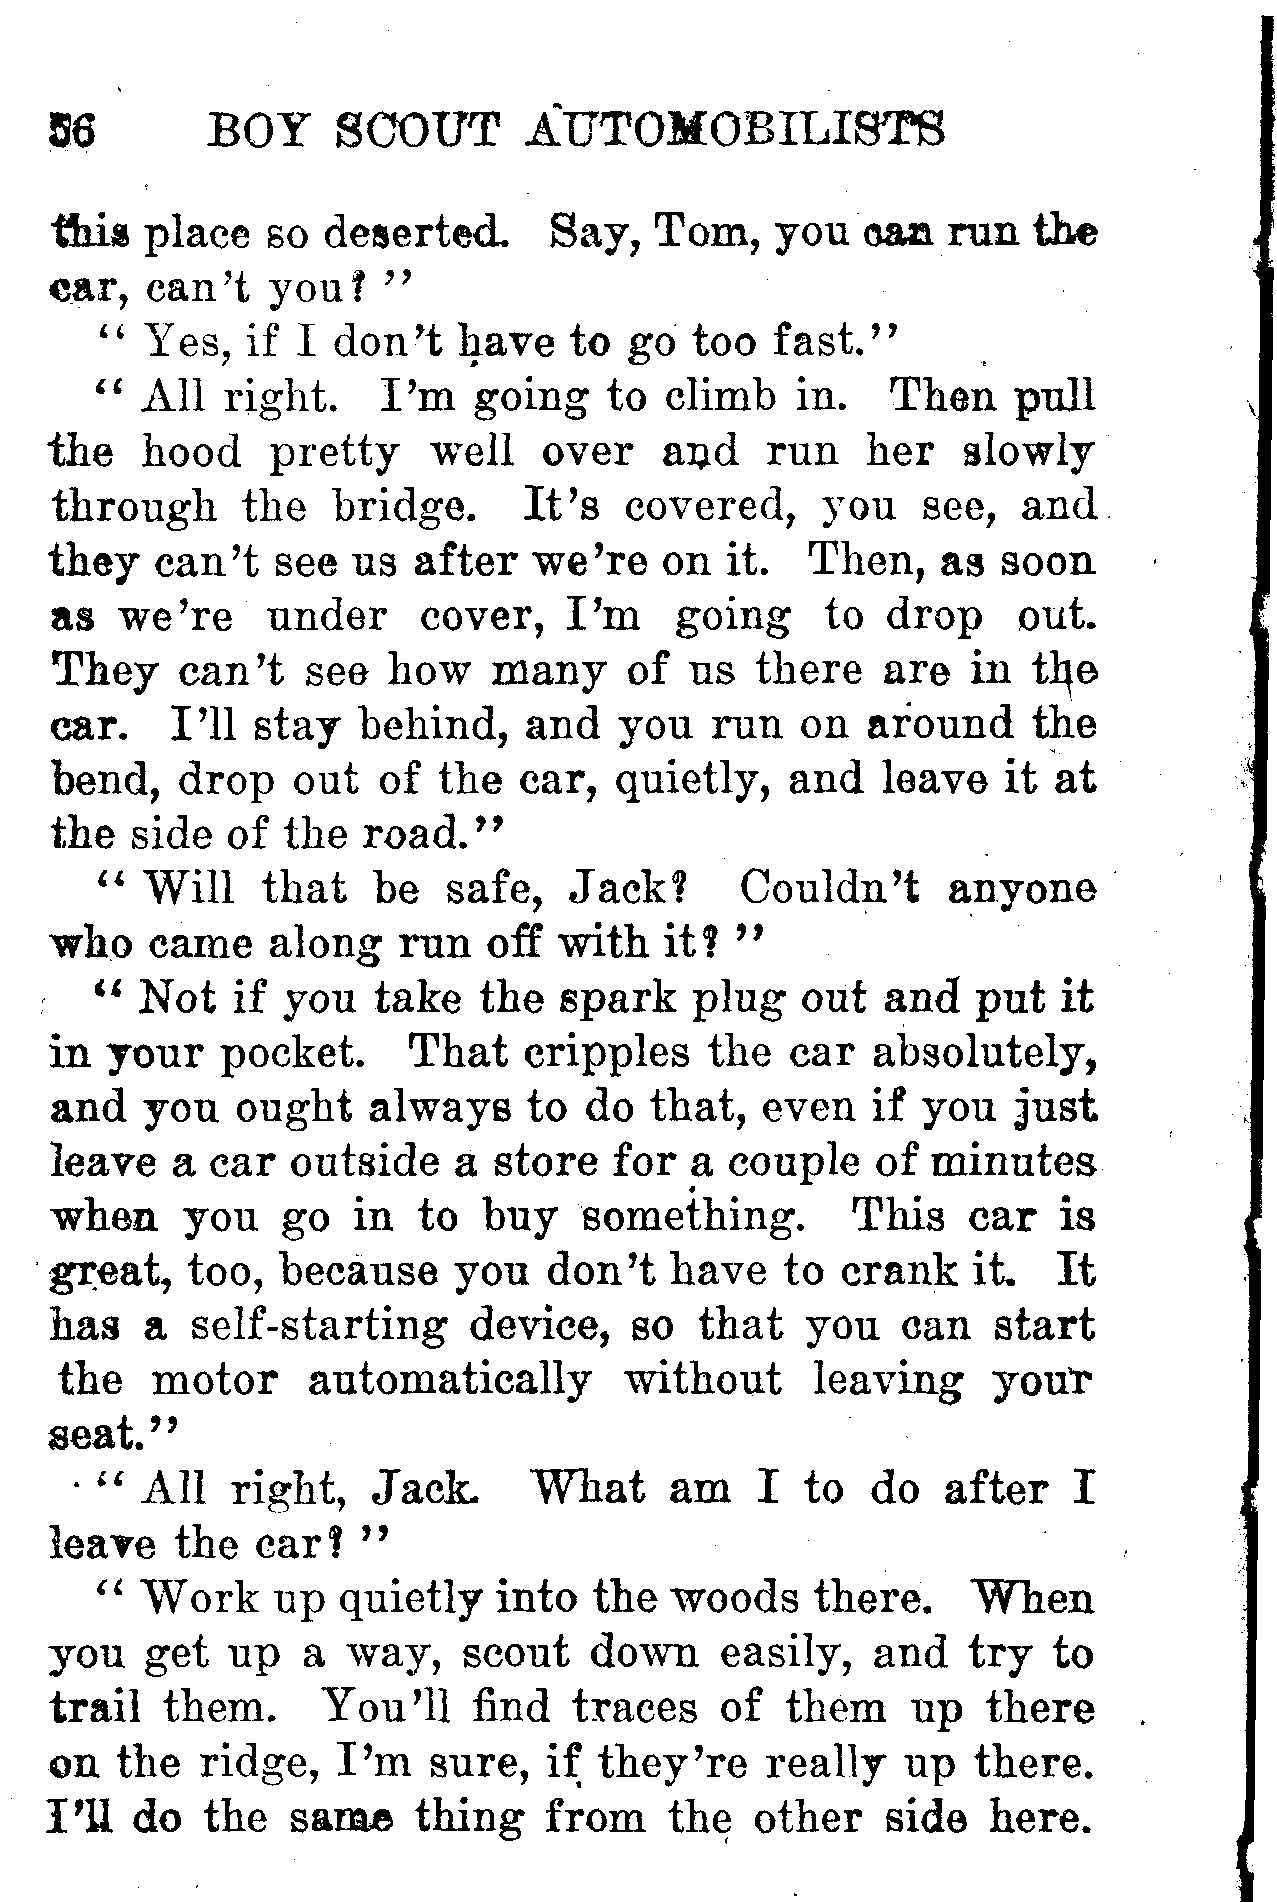 56 BOY SCOUT AUTOMOBILISTS
this place so deserted. Say, Tom, you can run the
car, can't you? "
" Yes, if I don't have to go too fast."
" All right. I'm going to climb in. Then pull
the hood pretty well over and run her slowly
through the bridge. It's covered, you see, and
they can't see us after we're on it. Then, as soon
as we're under cover, I'm going to drop out.
They can't see how many of us there are in the
car. I'll stay behind, and you run on around the
bend, drop out of the car, quietly, and leave it at
the side of the road."
" Will that be safe, Jack? Couldn't anyone
who came along run off with it? "
" Not if you take the spark plug out and put it
in your pocket. That cripples the car absolutely,
and you ought always to do that, even if you just
leave a car outside a store for a couple of minutes
when you go in to buy something. This car is
great, too, because you don't have to crank it. It
has a self-starting device, so that you can start
the motor automatically without leaving your
seat."
" All right, Jack. What am I to do after I
leave the car? "
" Work up quietly into the woods there. When
you get up a way, scout down easily, and try to
trail them. You'll find traces of them up there
on the ridge, I'm sure, if they're really up there.
I'll do the same thing from the other side here.